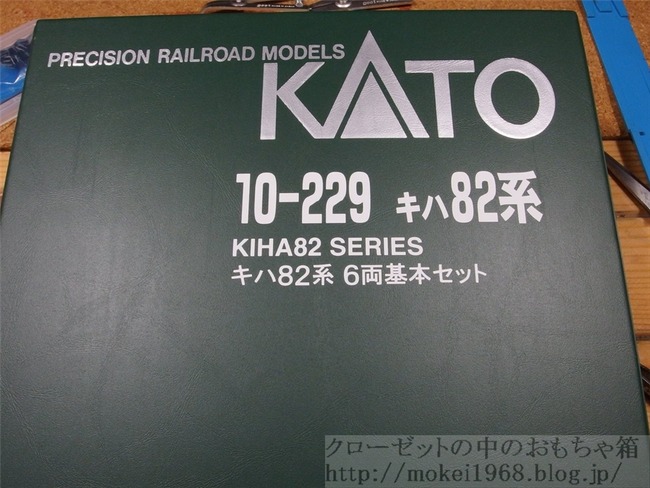 PRECISION RAILROAD MODELS
KATO
10-229 キハ82系
KIHA82 SERIES
キハ82系 6両基本セット
クローゼットの中のおもちゃ箱
http://mokei1968.blog.jp/